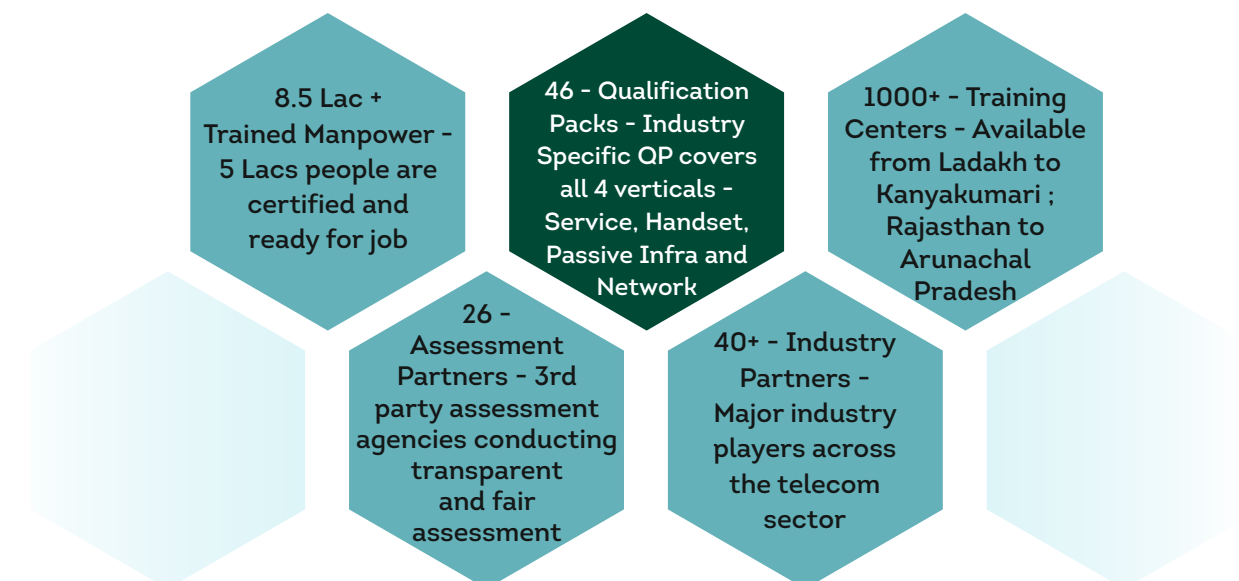 8.5 Lac +
Trained Manpower -
5 Lacs people are
certified and
ready for job
46 - Qualification
Packs - Industry
Specific QP covers
all 4 verticals -
Service, Handset,
Passive Infra and
Network
1000+ - Training
Centers - Available
from Ladakh to
Kanyakumari ;
Rajasthan to
Arunachal
Pradesh
26 -
Assessment
Partners - 3rd
party assessment
agencies conducting
transparent
and fair
assessment
40+ - Industry
Partners -
Major industry
players across
the telecom
sector